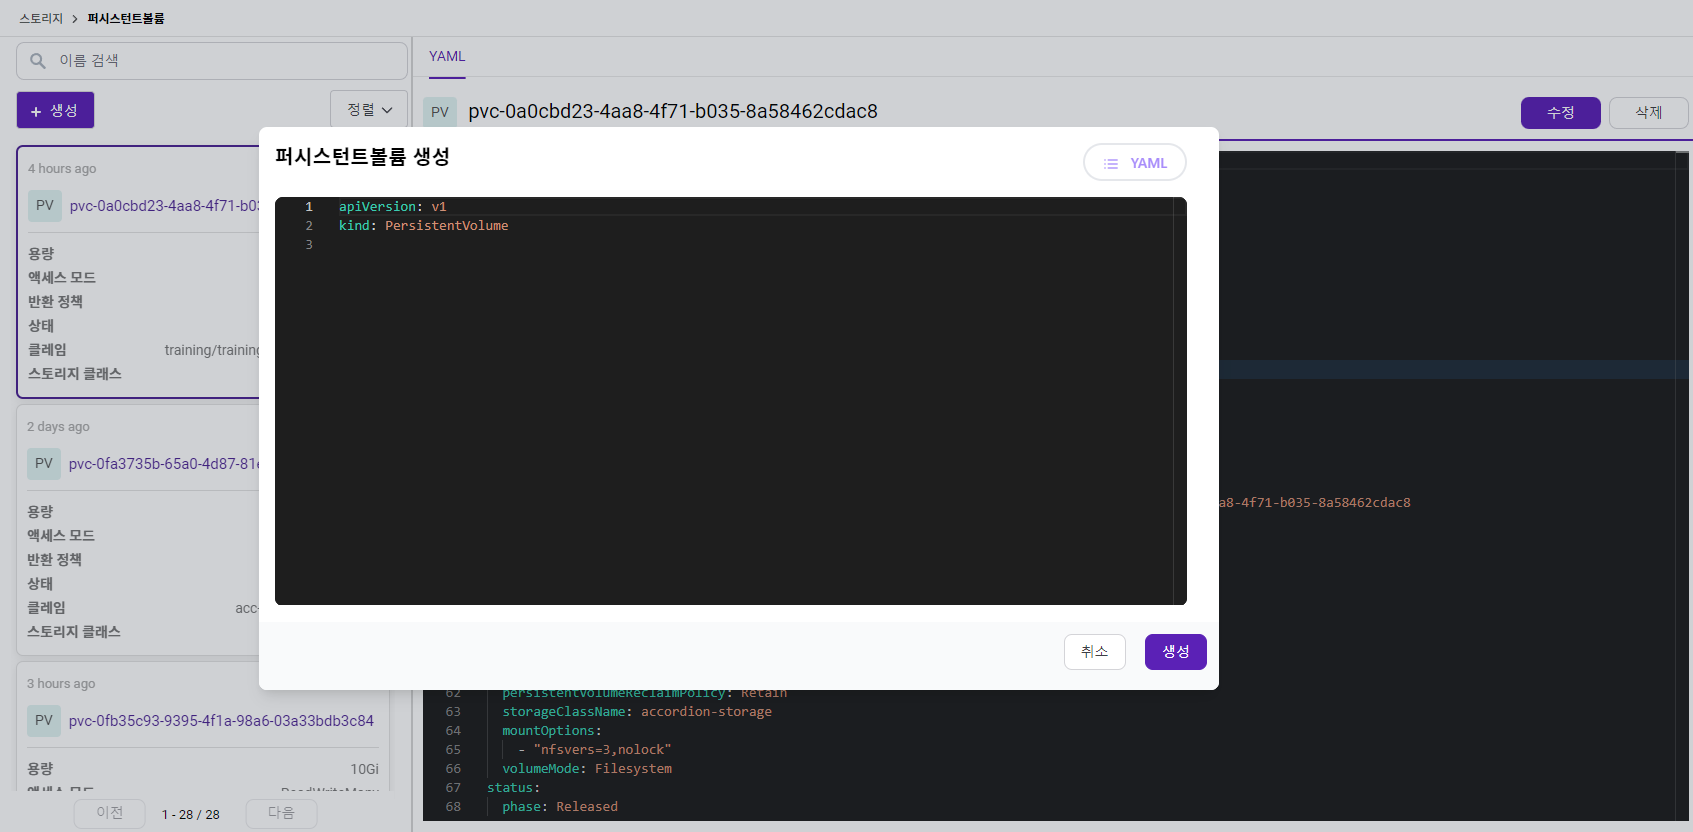 스토리지 > 퍼시스턴트볼륨
이름 검색
+ 생성
정렬
4 hours ago
PV pvc-0a0cbd23-4aa8-4f71-b03
용량
액세스 모드
반환 정책
상태
클레임 training/training
스토리지 클래스
2 days ago
PV pvc-0fa3735b-65a0-4d87-81e
용량
액세스 모드
반환 정책
상태
클레임 acc-
스토리지 클래스
3 hours ago
PV pvc-0fb35c93-9395-4f1a-98a6-03a33bdb3c84
용량 10Gi
액세스 모드 ReadWriteMany
이전 1 - 28 / 28 다음
YAML
PV pvc-0a0cbd23-4aa8-4f71-b035-8a58462cdac8
수정 삭제
퍼시스턴트볼륨 생성
YAML
1 apiVersion: v1
2 kind: PersistentVolume
3
취소 생성
a8-4f71-b035-8a58462cdac8
62 persistentVolumeReclaimPolicy: Retain
63 storageClassName: accordion-storage
64 mountOptions:
65 - "nfsvers=3,nolock"
66 volumeMode: Filesystem
67 status:
68 phase: Released